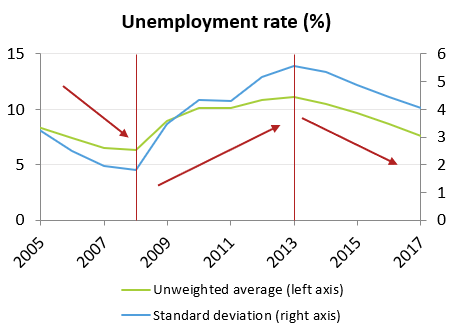 Unemployment rate (%)
15 6
5
10 4
3
5 2
1
0 0
2005 2007 2009 2011 2013 2015 2017
Unweighted average (left axis)
Standard deviation (right axis)